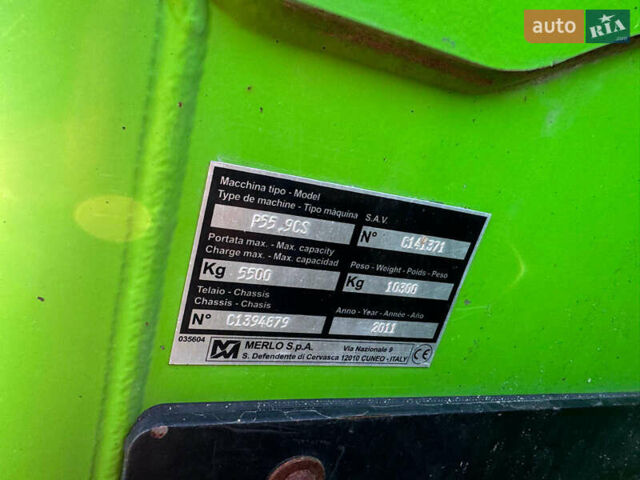 auto RIA
.com
Macchina tipo - Model
Type de machine - Tipo màquina S.A.V.
P55.9CS N° C141371
Portata max. - Max. capacity
Charge max. - Max. capacidad Peso - Weight - Poids - Peso
Kg 5500 Kg 10300
Telaio - Chassis
Chassis - Chasis Anno - Year - Année - Año
N° C1394879 2011
035604 MERLO S.p.A. Via Nazionale 9
S. Defendente di Cervasca 12010 CUNEO - ITALY CE